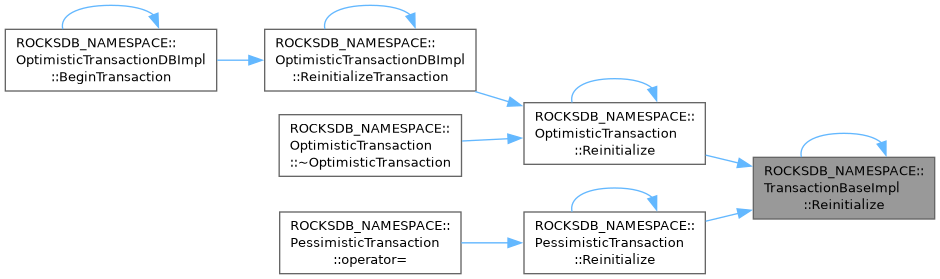 ROCKSDB_NAMESPACE::
OptimisticTransactionDBImpl
::BeginTransaction
ROCKSDB_NAMESPACE::
OptimisticTransactionDBImpl
::ReinitializeTransaction
ROCKSDB_NAMESPACE::
OptimisticTransaction
::~OptimisticTransaction
ROCKSDB_NAMESPACE::
PessimisticTransaction
::operator=
ROCKSDB_NAMESPACE::
OptimisticTransaction
::Reinitialize
ROCKSDB_NAMESPACE::
PessimisticTransaction
::Reinitialize
ROCKSDB_NAMESPACE::
TransactionBaseImpl
::Reinitialize